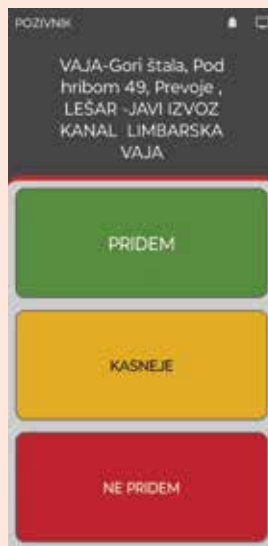 POZIVNIK
VAJA-Gori štala, Pod
hribom 49, Prevoje ,
LEŠAR -JAVI IZVOZ
KANAL LIMBARSKA
VAJA
PRIDEM
KASNEJE
NE PRIDEM